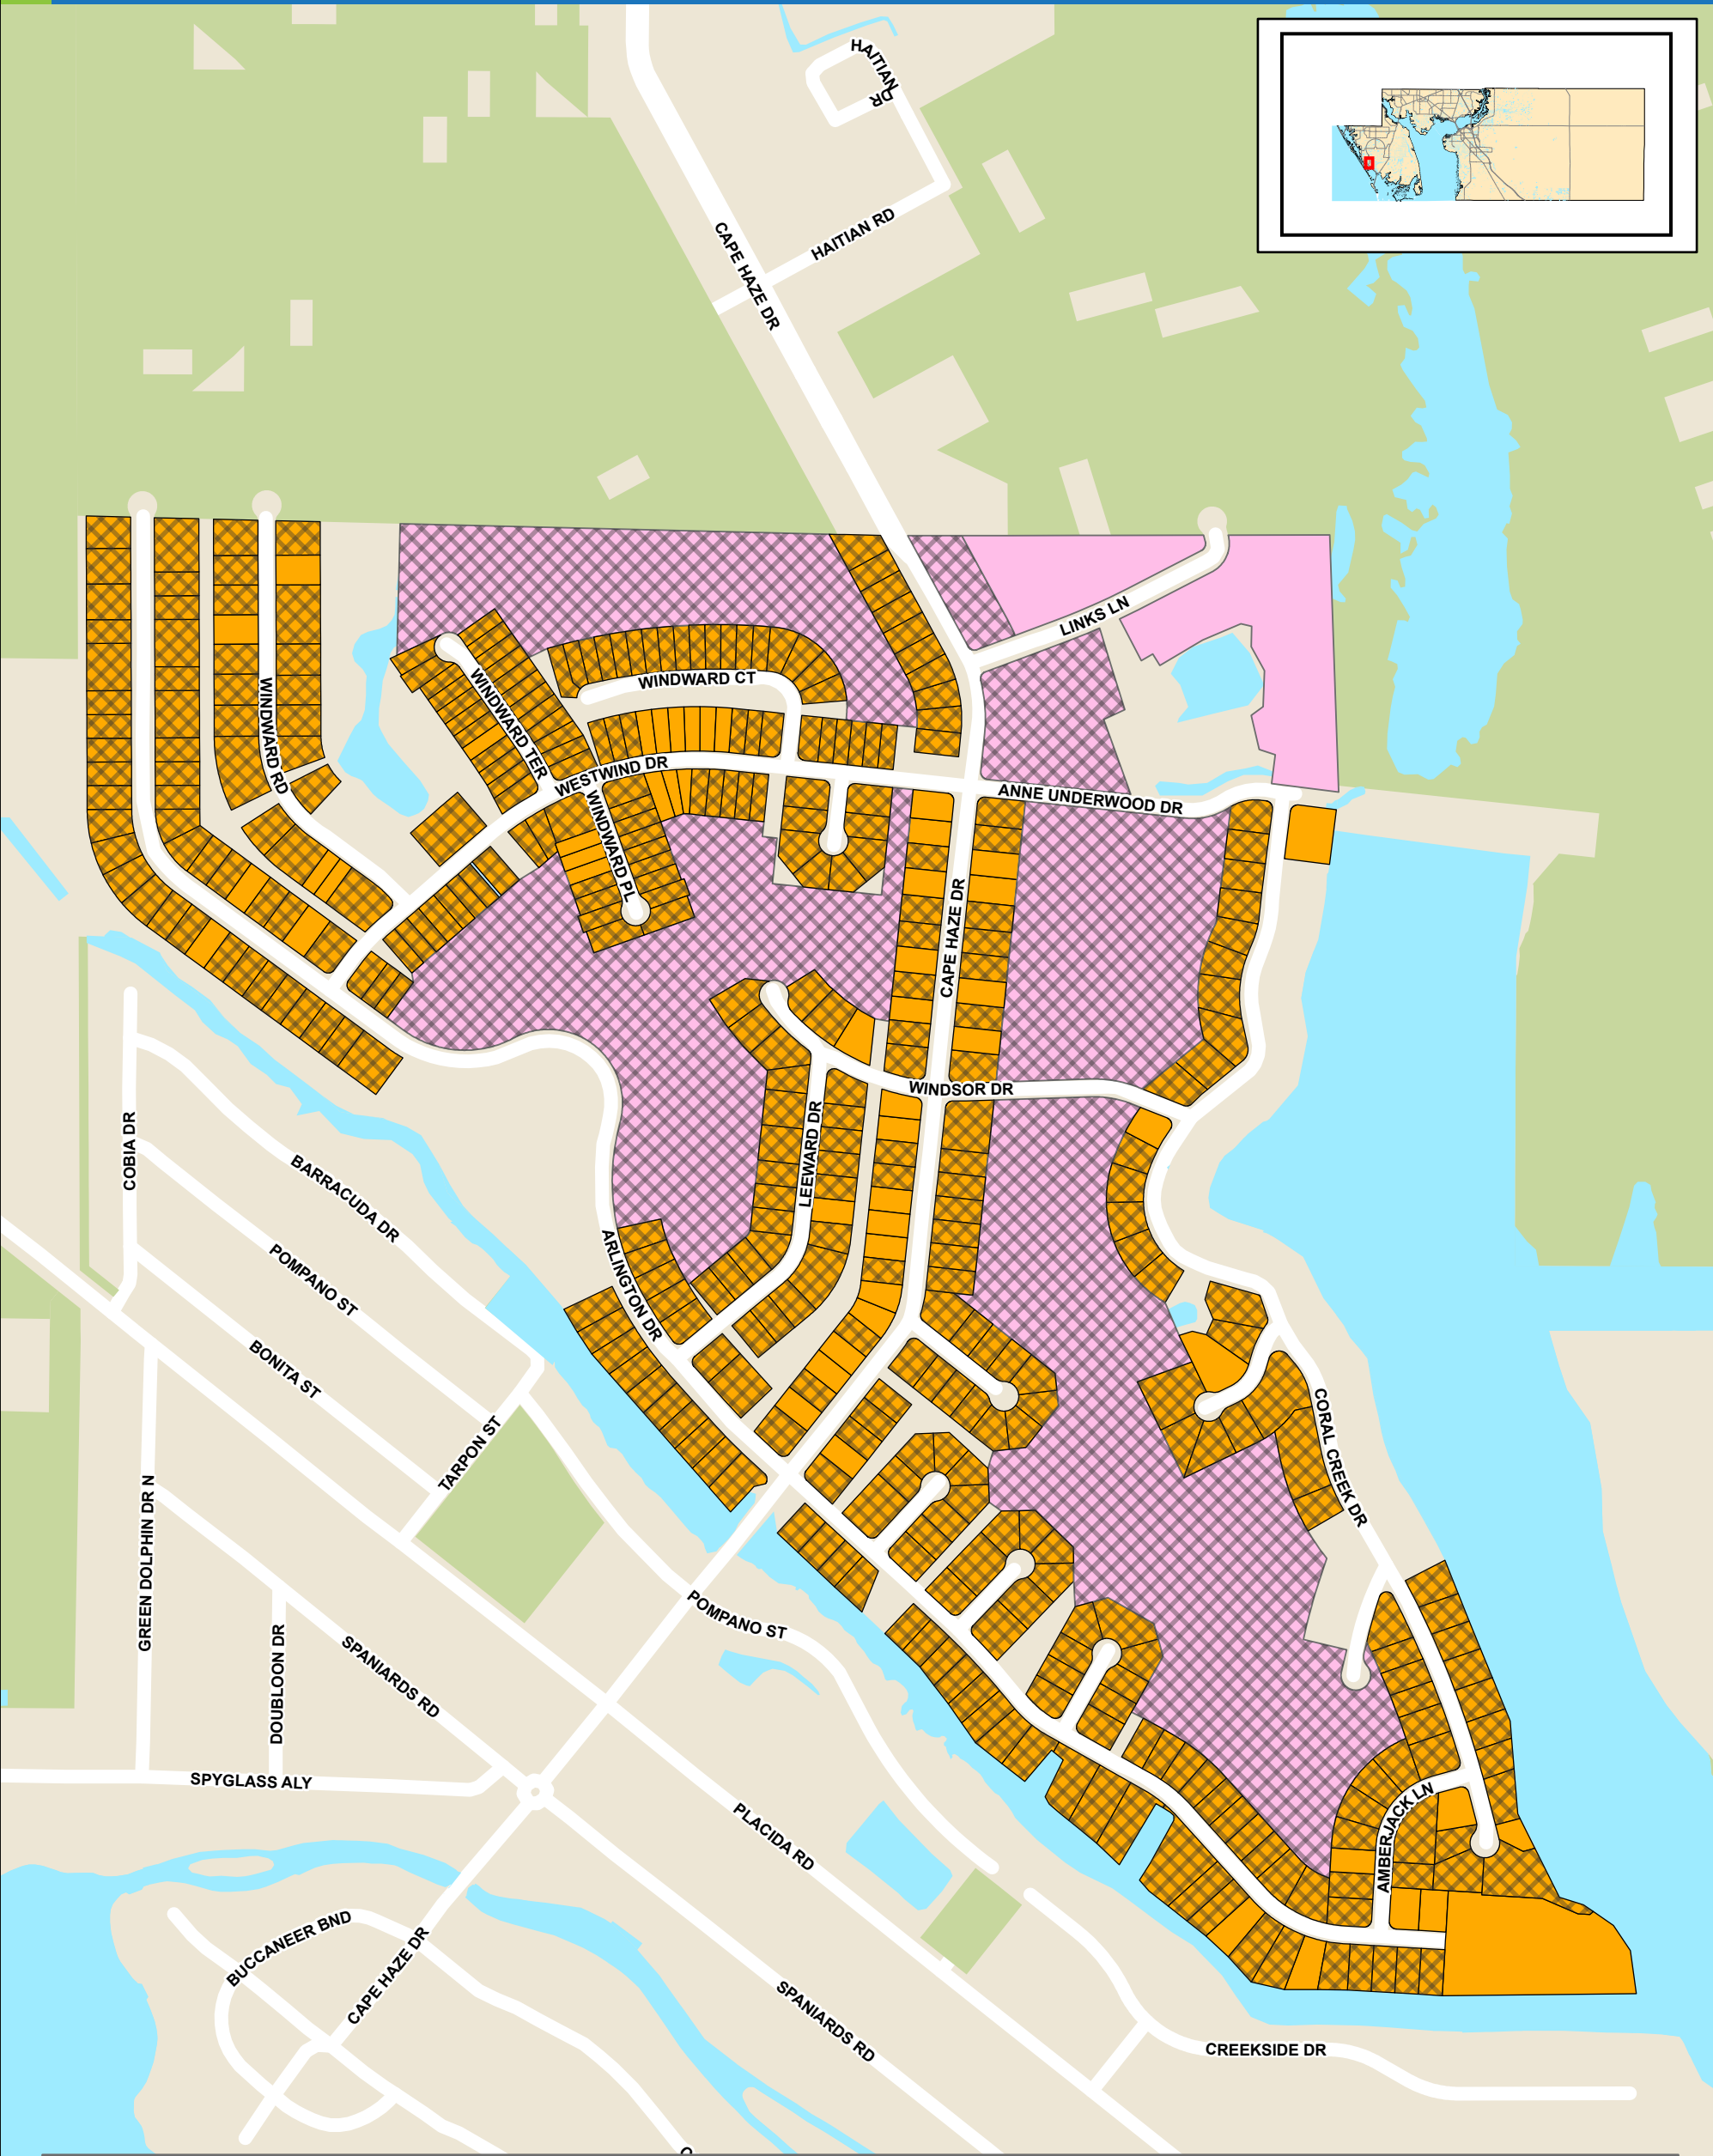 HAITIAN
DR
HAITIAN RD
CAPE HAZE DR
LINKS LN
WINDWARD CT
WINDWARD TER
WINDWARD RD
WESTWIND DR
ANNE UNDERWOOD DR
WINDWARD PL
CAPE HAZE DR
WINDSOR DR
LEEWARD DR
COBIA DR
BARRACUDA DR
POMPANO ST
ARLINGTON DR
BONITA ST
TARPON ST
CORAL CREEK DR
GREEN DOLPHIN DR N
POMPANO ST
DOUBLOON DR
SPANIARDS RD
SPYGLASS ALY
AMBERJACK LN
PLACIDA RD
BUCCANEER BND
CAPE HAZE DR
SPANIARDS RD
CREEKSIDE DR